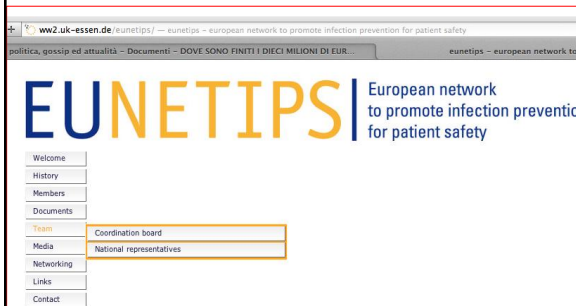 ww2.uk-essen.de/eunetips/ — eunetips – european network to promote infection prevention for patient safety
politica, gossip ed attualità – Documenti – DOVE SONO FINITI I DIECI MILIONI DI EUR...
eunetips – european network to
EUNETIPS
European network
to promote infection preventio
for patient safety
Welcome
History
Members
Documents
Team
Coordination board
Media
National representatives
Networking
Links
Contact